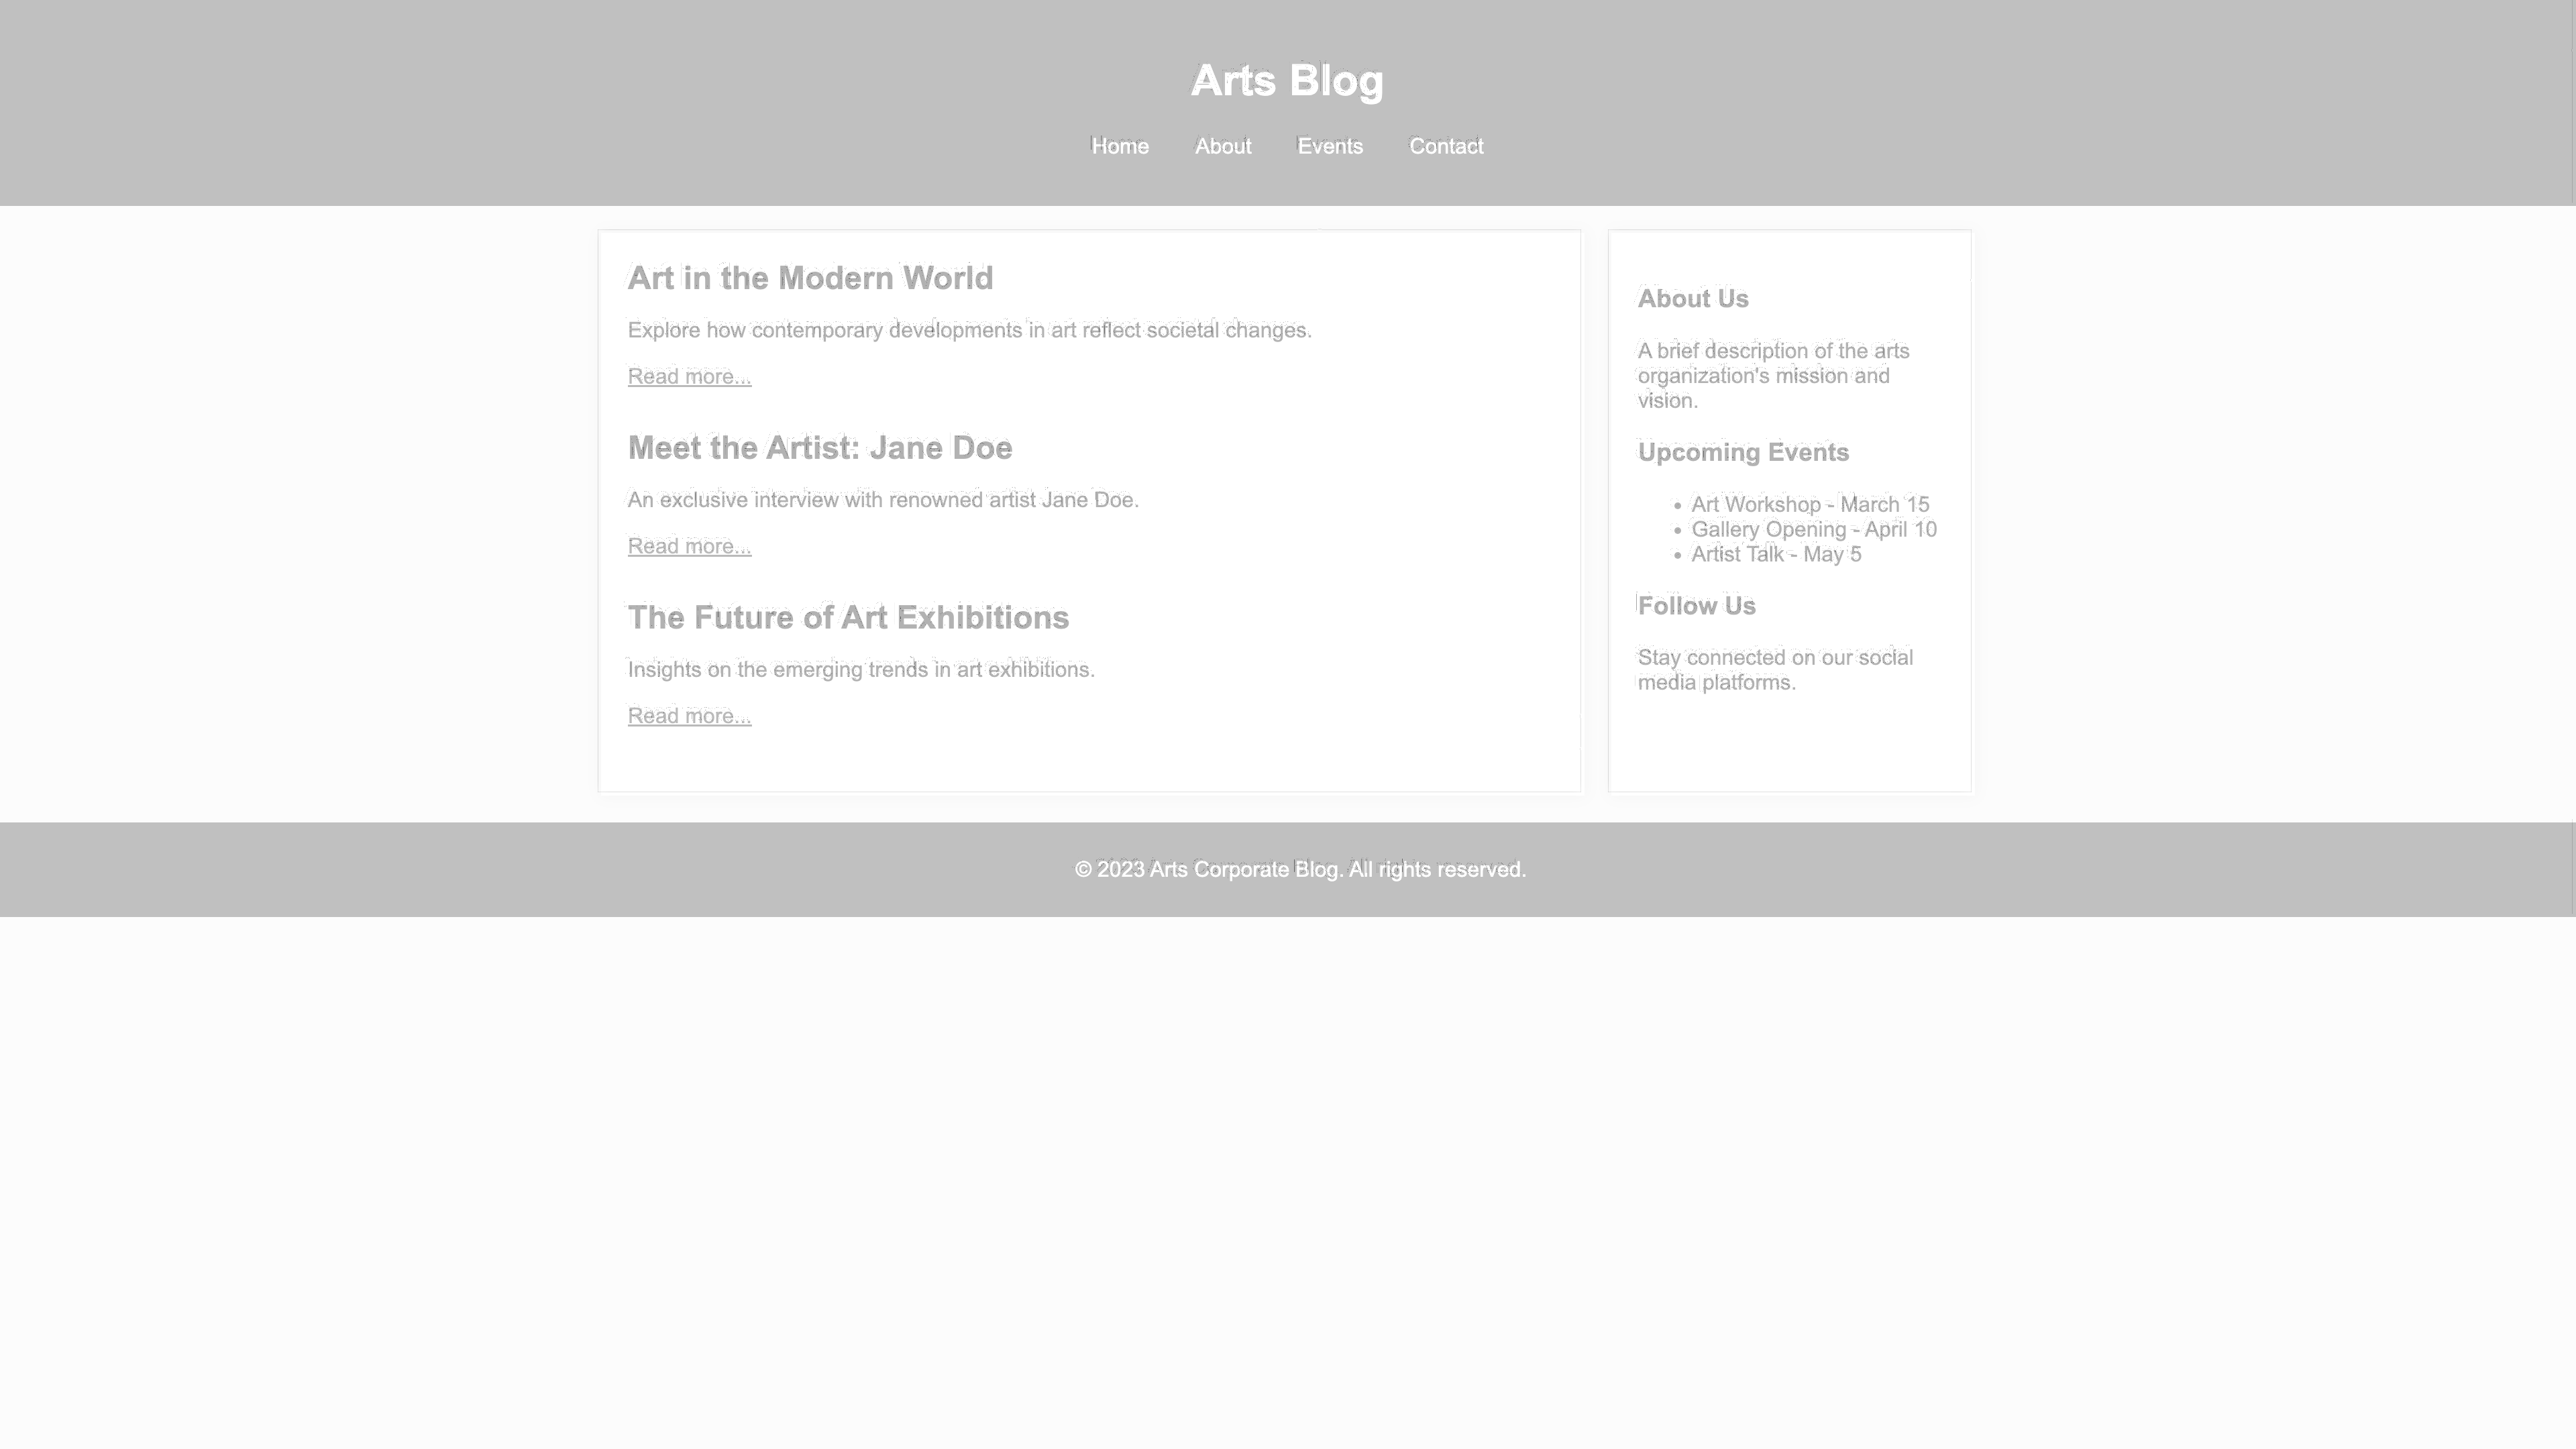 Arts Blog
Home About Events Contact
Art in the Modern World
Explore how contemporary developments in art reflect societal changes.
Read more...
Meet the Artist: Jane Doe
An exclusive interview with renowned artist Jane Doe.
Read more...
The Future of Art Exhibitions
Insights on the emerging trends in art exhibitions.
Read more...
About Us
A brief description of the arts
organization's mission and
vision.
Upcoming Events
• Art Workshop - March 15
• Gallery Opening - April 10
• Artist Talk - May 5
Follow Us
Stay connected on our social
media platforms.
© 2023 Arts Corporate Blog. All rights reserved.